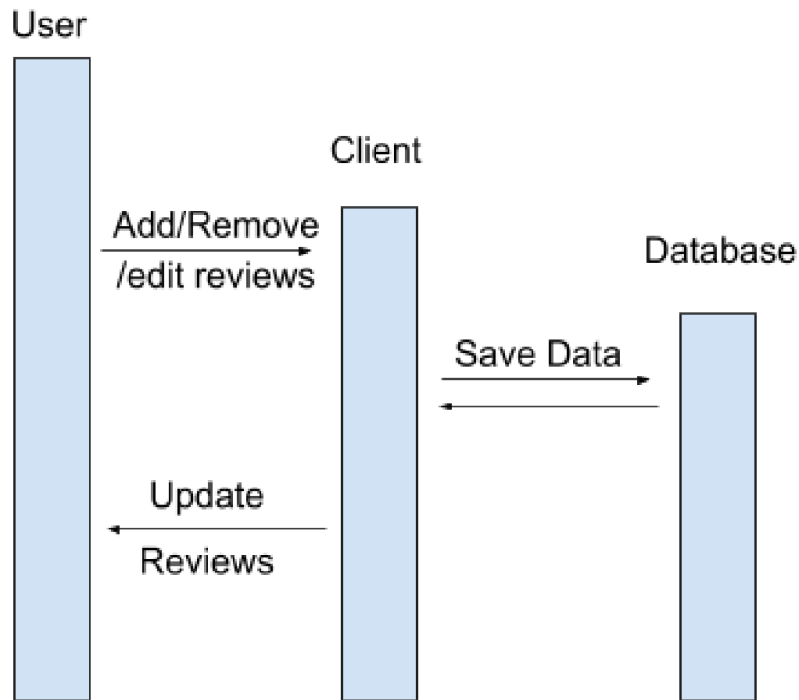 User
Client
Add/Remove
/edit reviews
Database
Save Data
Update
Reviews